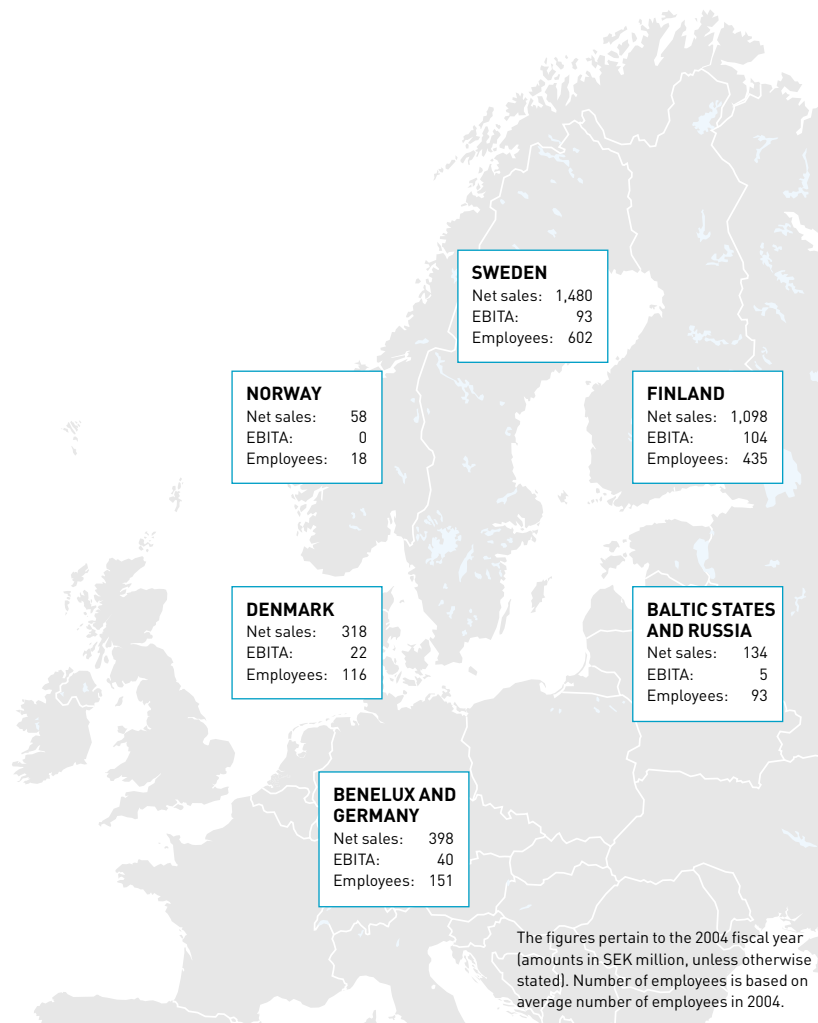 SWEDEN
Net sales: 1,480
EBITA: 93
Employees: 602
NORWAY
Net sales: 58
EBITA: 0
Employees: 18
FINLAND
Net sales: 1,098
EBITA: 104
Employees: 435
DENMARK
Net sales: 318
EBITA: 22
Employees: 116
BALTIC STATES
AND RUSSIA
Net sales: 134
EBITA: 5
Employees: 93
BENELUX AND
GERMANY
Net sales: 398
EBITA: 40
Employees: 151
The figures pertain to the 2004 fiscal year
(amounts in SEK million, unless otherwise
stated). Number of employees is based on
average number of employees in 2004.